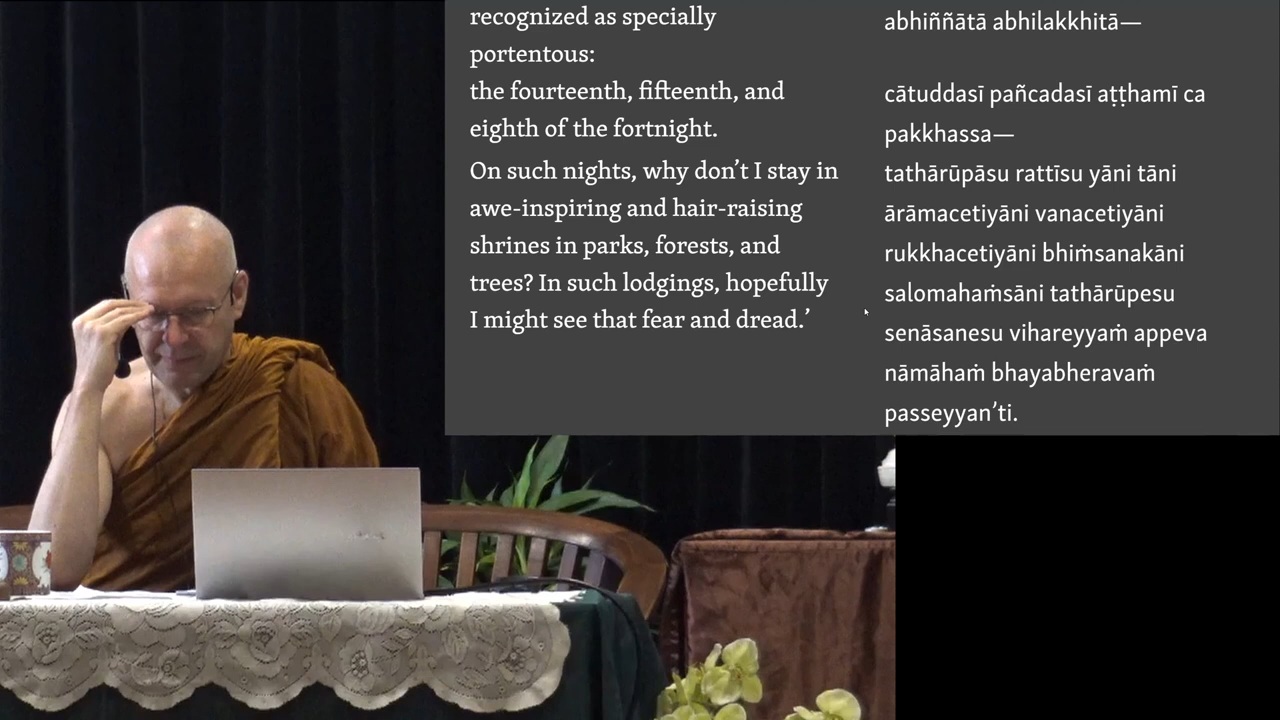 recognized as specially
portentous:
the fourteenth, fifteenth, and
eighth of the fortnight.
On such nights, why don’t I stay in
awe-inspiring and hair-raising
shrines in parks, forests, and
trees? In such lodgings, hopefully
I might see that fear and dread.’
abhiññātā abhilakkhitā—
cātuddasī pañcadasī aṭṭhamī ca
pakkhassa—
tathārūpāsu rattīsu yāni tāni
ārāmacetiyāni vanacetiyāni
rukkhacetiyāni bhiṁsanakāni
salomahaṁsāni tathārūpesu
senāsanesu vihareyyaṁ appeva
nāmāhaṁ bhayabheravaṁ
passeyyan’ti.